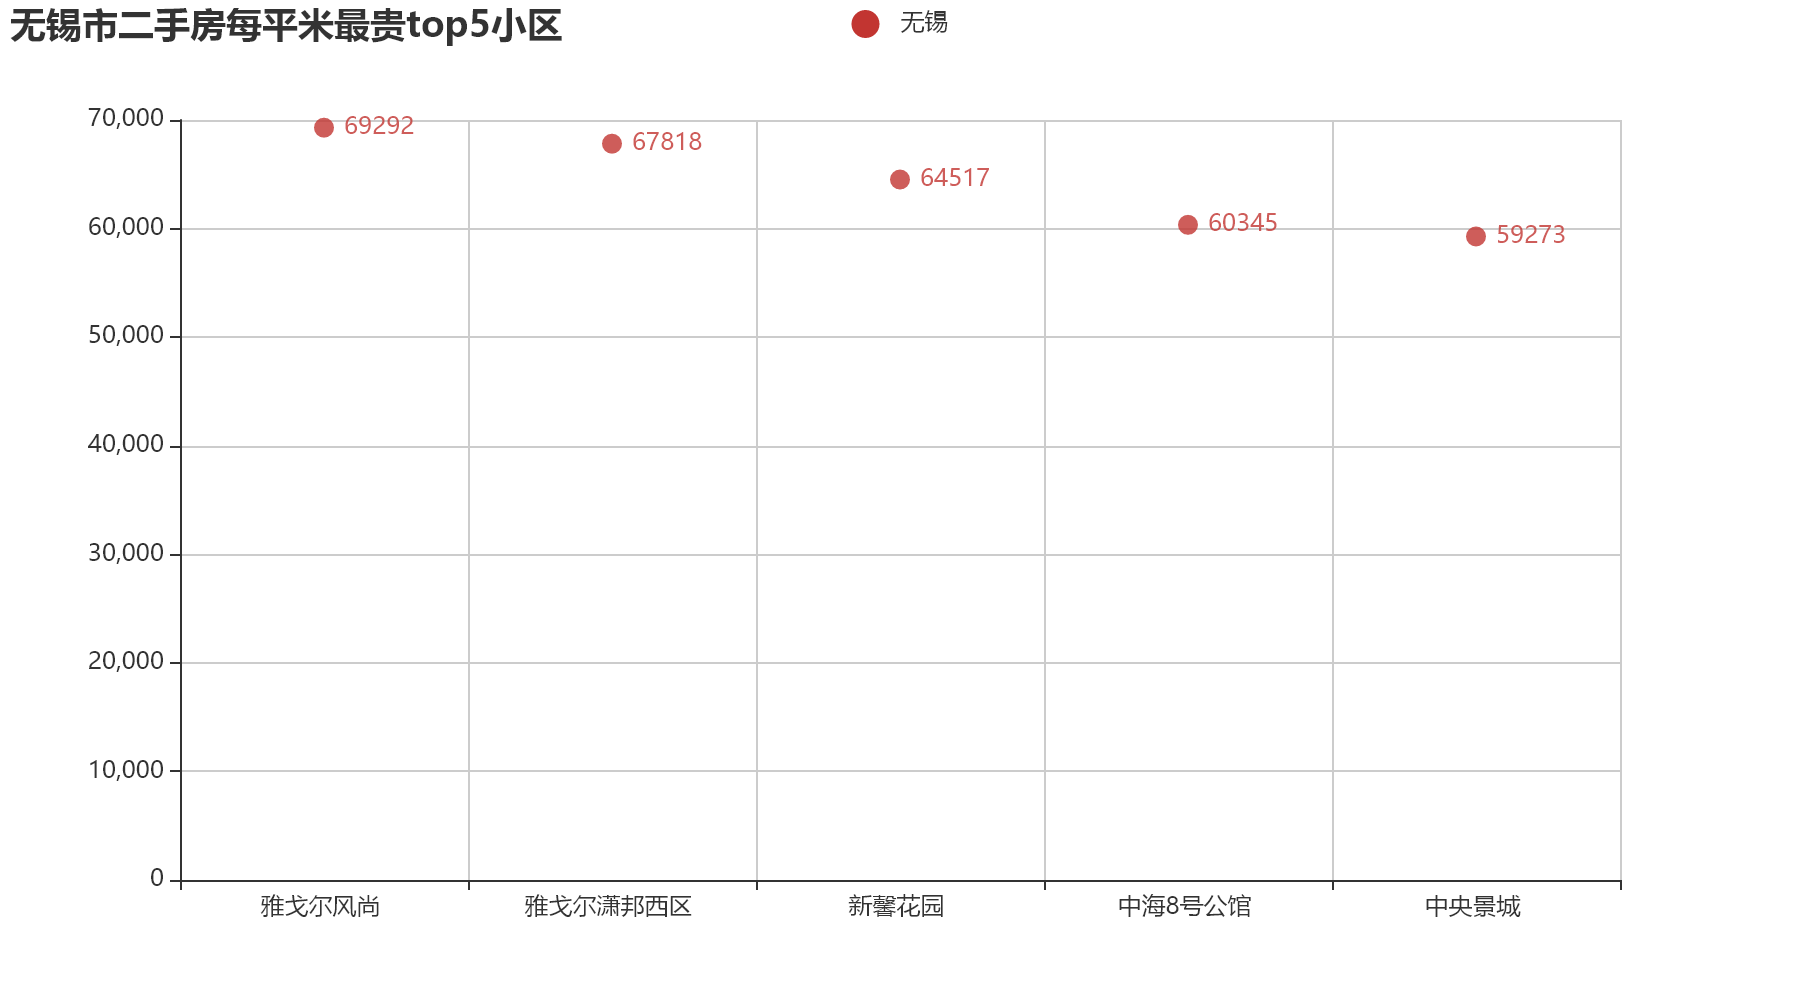 无锡市二手房每平米最贵top5小区
无锡
70,000
60,000
50,000
40,000
30,000
20,000
10,000
0
69292
67818
64517
60345
59273
雅戈尔风尚
雅戈尔潇邦西区
新馨花园
中海8号公馆
中央景城